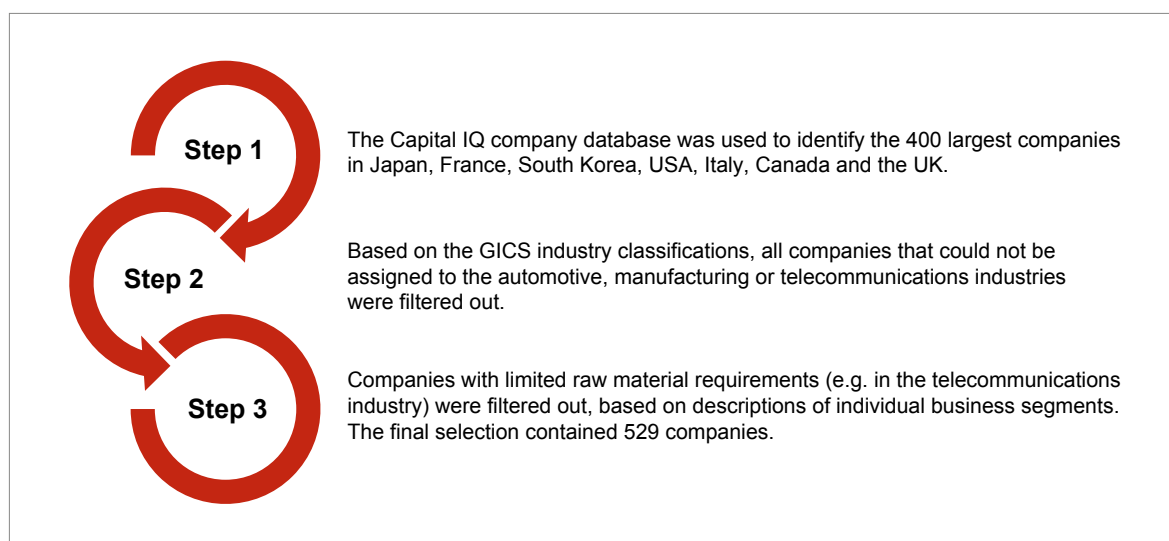 Step 1
The Capital IQ company database was used to identify the 400 largest companies
in Japan, France, South Korea, USA, Italy, Canada and the UK.
Step 2
Based on the GICS industry classifications, all companies that could not be
assigned to the automotive, manufacturing or telecommunications industries
were filtered out.
Step 3
Companies with limited raw material requirements (e.g. in the telecommunications
industry) were filtered out, based on descriptions of individual business segments.
The final selection contained 529 companies.